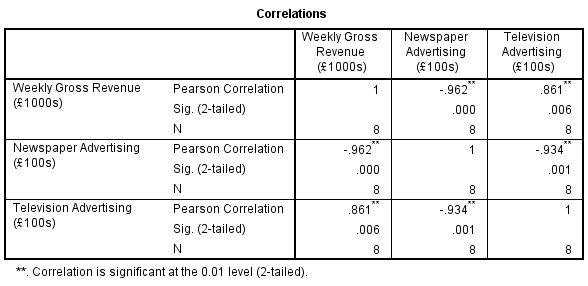 Correlations
Weekly Gross Revenue (£1000s) Newspaper Advertising (£100s) Television Advertising (£100s)
Weekly Gross Revenue (£1000s) Pearson Correlation 1 -.962** .861**
Sig. (2-tailed) .000 .006
N 8 8 8
Newspaper Advertising (£100s) Pearson Correlation -.962** 1 -.934**
Sig. (2-tailed) .000 .001
N 8 8 8
Television Advertising (£100s) Pearson Correlation .861** -.934** 1
Sig. (2-tailed) .006 .001
N 8 8 8
**. Correlation is significant at the 0.01 level (2-tailed).